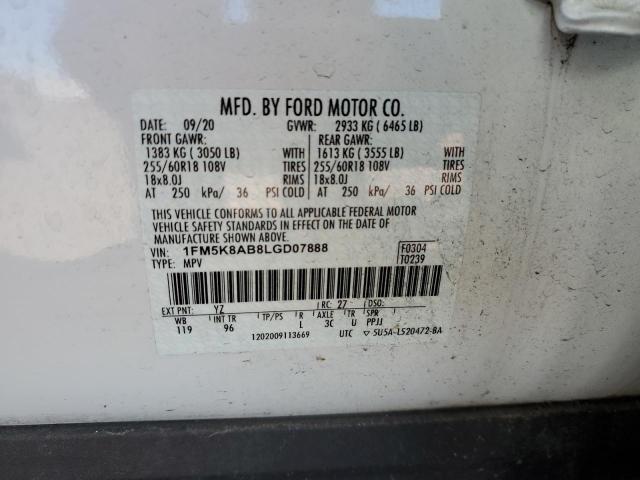 MFD. BY FORD MOTOR CO.
DATE: 09/20 GVWR: 2933 KG ( 6465 LB)
FRONT GAWR: REAR GAWR:
1383 KG ( 3050 LB) WITH 1613 KG ( 3555 LB) WITH
255/60R18 108V TIRES 255/60R18 108V TIRES
18x8.0J RIMS 18x8.0J RIMS
AT 250 kPa/ 36 PSI COLD AT 250 kPa/ 36 PSI COLD
THIS VEHICLE CONFORMS TO ALL APPLICABLE FEDERAL MOTOR
VEHICLE SAFETY STANDARDS IN EFFECT ON THE DATE OF
MANUFACTURE SHOWN ABOVE.
VIN: 1FM5K8AB8LGD07888 F0304
TYPE: MPV T0239
EXT PNT: YZ RC: 27 DSO:
WB INT TR TP/PS R AXLE TR SPR
119 96 L 3C U PPJJ
1202009113669 UTC ▽ 5U5A-1520472-BA